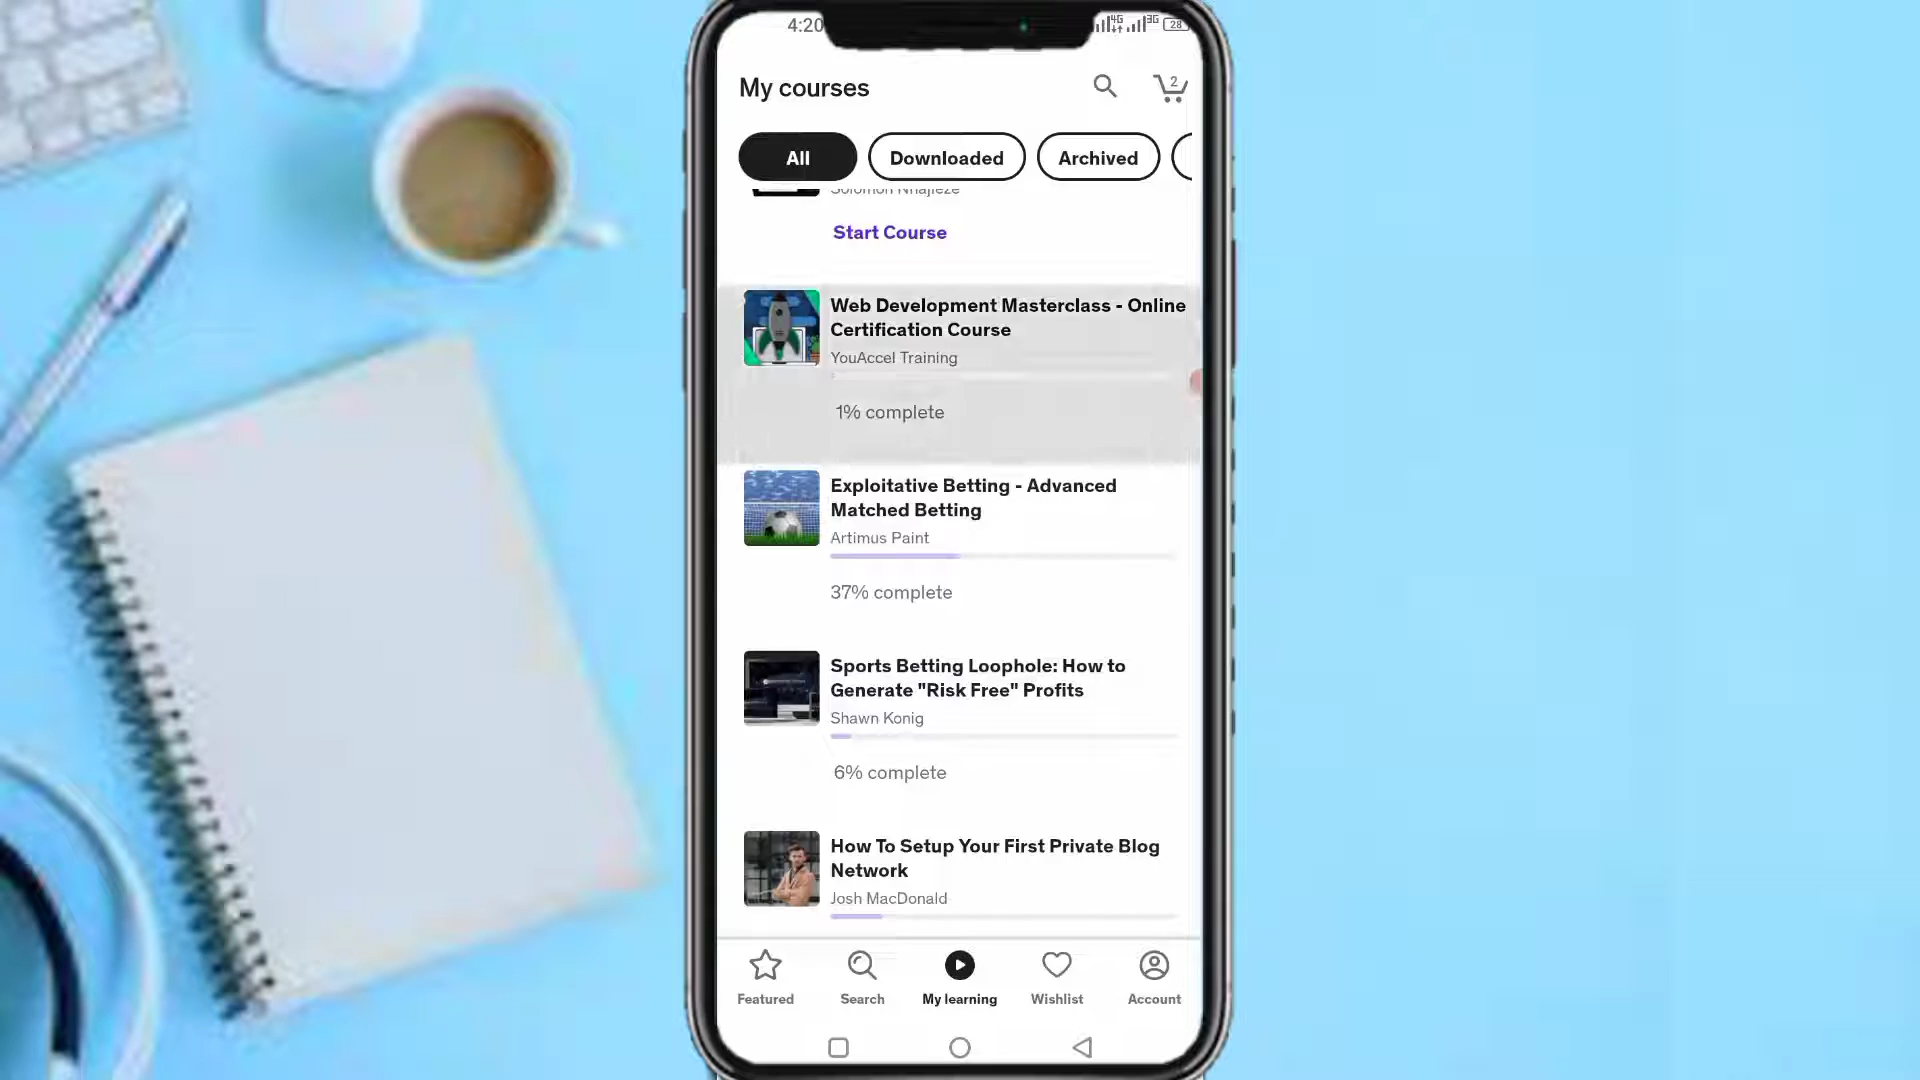 4:20
4G
3G
28
My courses
2
All
Downloaded
Archived
Start Course
Web Development Masterclass - Online
Certification Course
YouAccel Training
1% complete
Exploitative Betting - Advanced
Matched Betting
Artimus Paint
37% complete
Sports Betting Loophole: How to
Generate "Risk Free" Profits
Shawn Konig
6% complete
How To Setup Your First Private Blog
Network
Josh MacDonald
Featured
Search
My learning
Wishlist
Account